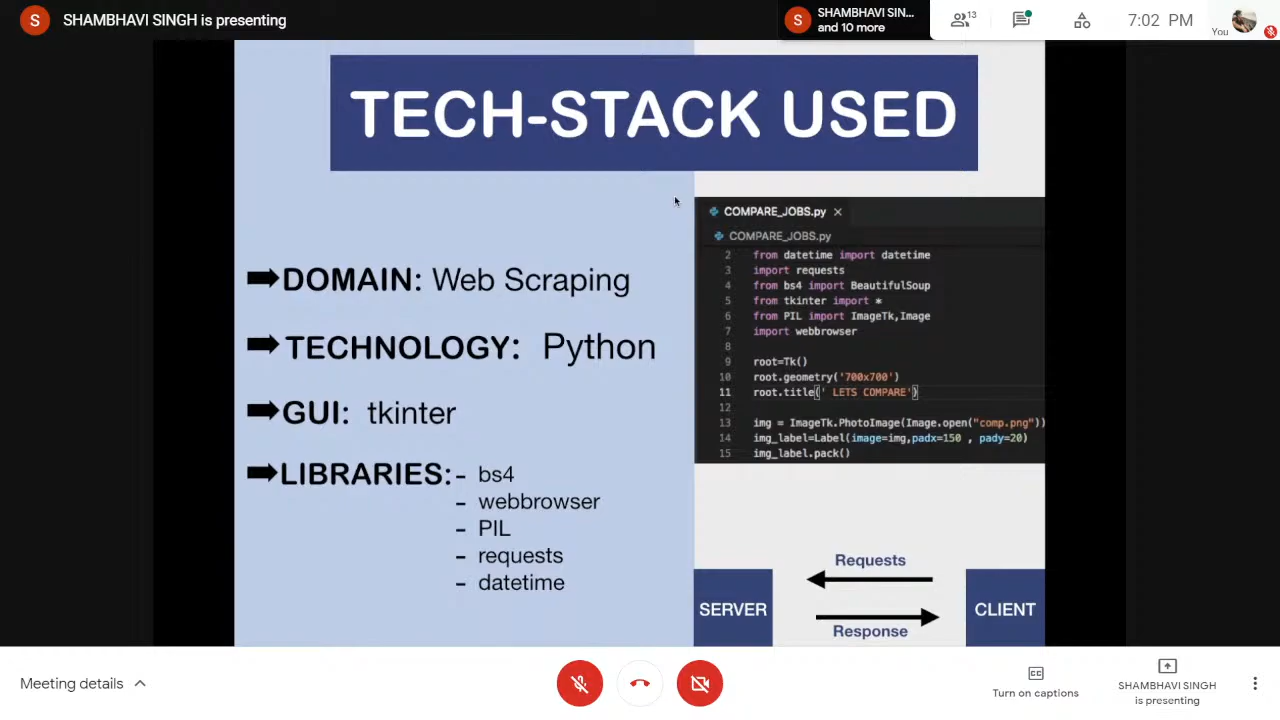 S SHAMBHAVI SINGH is presenting
S SHAMBHAVI SIN... and 10 more
13
7:02 PM
You
TECH-STACK USED
DOMAIN: Web Scraping
TECHNOLOGY: Python
GUI: tkinter
LIBRARIES: - bs4
- webbrowser
- PIL
- requests
- datetime
COMPARE_JOBS.py
COMPARE_JOBS.py
2 from datetime import datetime
3 import requests
4 from bs4 import BeautifulSoup
5 from tkinter import *
6 from PIL import ImageTk,Image
7 import webbrowser
8
9 root=Tk()
10 root.geometry('700x700')
11 root.title(' LETS COMPARE')
12
13 img = ImageTk.PhotoImage(Image.open("comp.png"))
14 img_label=Label(image=img,padx=150 , pady=20)
15 img_label.pack()
Requests
SERVER
CLIENT
Response
Meeting details
CC
Turn on captions
SHAMBHAVI SINGH
is presenting